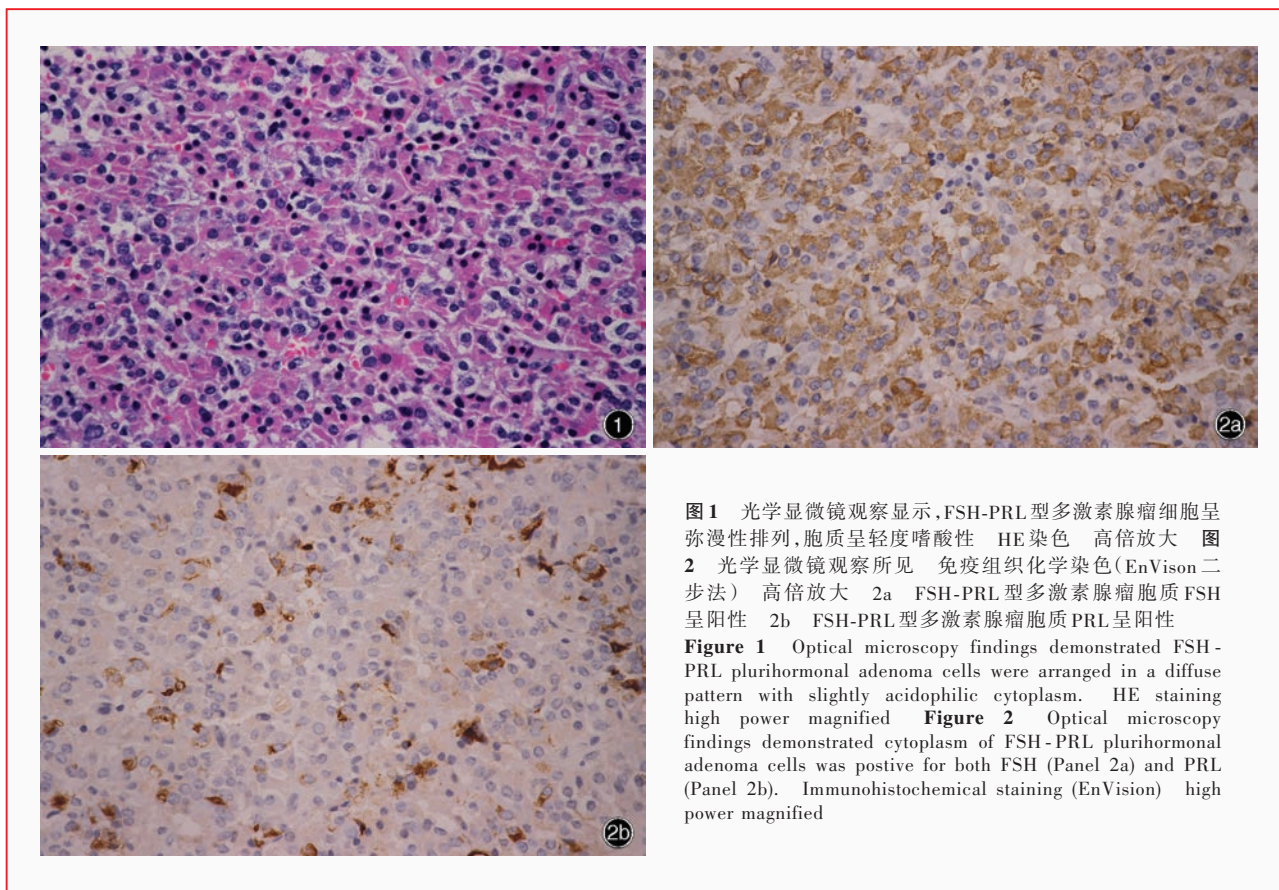 1
2a
2b
图1 光学显微镜观察显示,FSH-PRL型多激素腺瘤细胞呈
弥漫性排列,胞质呈轻度嗜酸性 HE染色 高倍放大 图
2 光学显微镜观察所见 免疫组织化学染色(EnVison二
步法) 高倍放大 2a FSH-PRL型多激素腺瘤胞质FSH
呈阳性 2b FSH-PRL型多激素腺瘤胞质PRL呈阳性
Figure 1 Optical microscopy findings demonstrated FSH-
PRL plurihormonal adenoma cells were arranged in a diffuse
pattern with slightly acidophilic cytoplasm. HE staining
high power magnified Figure 2 Optical microscopy
findings demonstrated cytoplasm of FSH-PRL plurihormonal
adenoma cells was postive for both FSH (Panel 2a) and PRL
(Panel 2b). Immunohistochemical staining (EnVision) high
power magnified